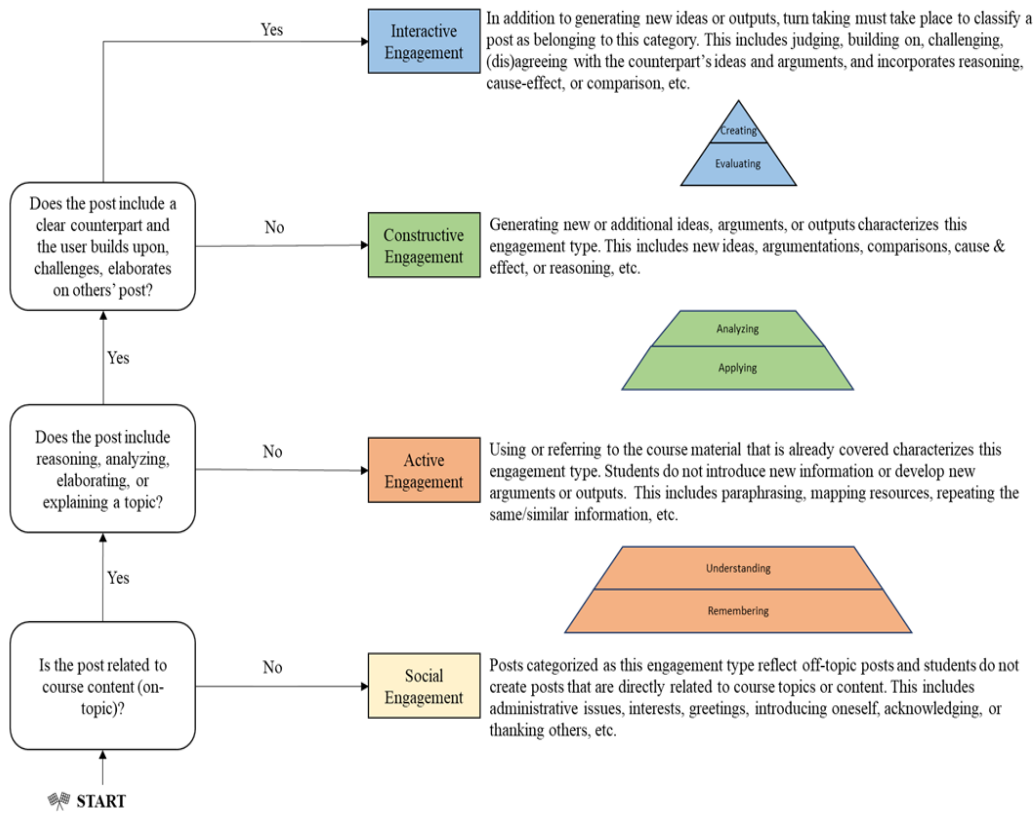 Yes
Interactive
Engagement
In addition to generating new ideas or outputs, turn taking must take place to classify a
post as belonging to this category. This includes judging, building on, challenging,
(dis)agreeing with the counterpart's ideas and arguments, and incorporates reasoning,
cause-effect, or comparison, etc.
Creating
Evaluating
Does the post include a
clear counterpart and
the user builds upon,
challenges, elaborates
on others' post?
No
Constructive
Engagement
Generating new or additional ideas, arguments, or outputs characterizes this
engagement type. This includes new ideas, argumentations, comparisons, cause &
effect, or reasoning, etc.
Analyzing
Applying
Yes
Does the post include
reasoning, analyzing,
elaborating, or
explaining a topic?
No
Active
Engagement
Using or referring to the course material that is already covered characterizes this
engagement type. Students do not introduce new information or develop new
arguments or outputs. This includes paraphrasing, mapping resources, repeating the
same/similar information, etc.
Understanding
Remembering
Yes
Is the post related to
course content (on-
topic)?
No
Social
Engagement
Posts categorized as this engagement type reflect off-topic posts and students do not
create posts that are directly related to course topics or content. This includes
administrative issues, interests, greetings, introducing oneself, acknowledging, or
thanking others, etc.
START